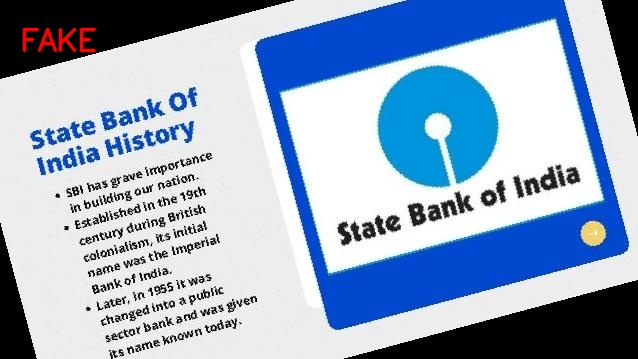 FAKE
State Bank Of
India History
• SBI has grave importance
in building our nation.
• Established in the 19th
century during British
colonialism, its initial
name was the Imperial
Bank of India.
• Later, in 1955 it was
changed into a public
sector bank and was given
its name known today.
State Bank of India